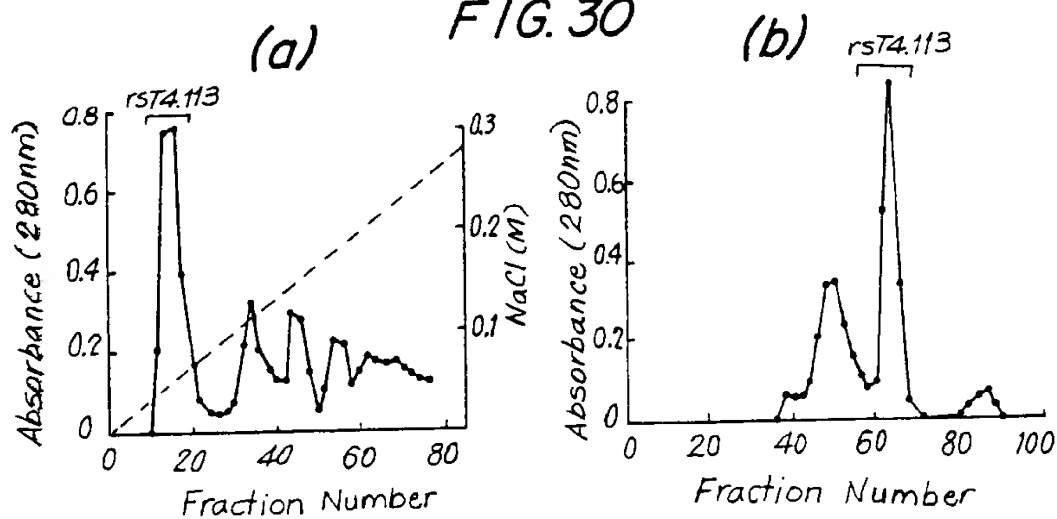 FIG. 30
(a)
rsT4.113
Absorbance (280nm)
0.8
0.6
0.4
0.2
0
0.3
0.2
0.1
NaCl (M)
0 20 40 60 80
Fraction Number
(b)
rsT4.113
Absorbance (280nm)
0.8
0.6
0.4
0.2
0
0 20 40 60 80 100
Fraction Number